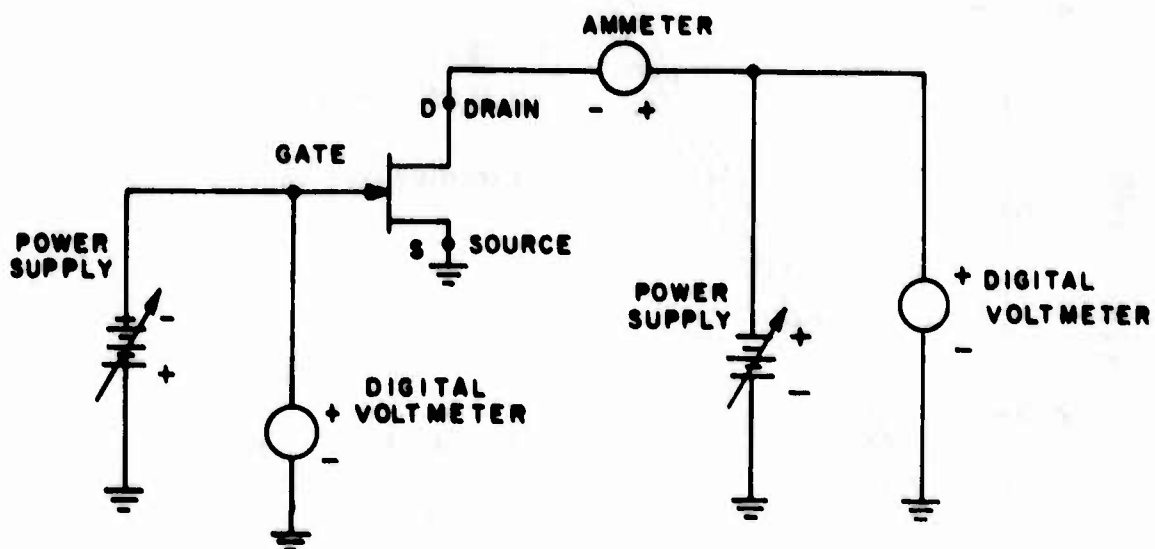 AMMETER
- +
D DRAIN
GATE
S SOURCE
POWER
SUPPLY
-
+
DIGITAL
VOLTMETER
+
-
POWER
SUPPLY
+
-
+ DIGITAL
VOLTMETER
-